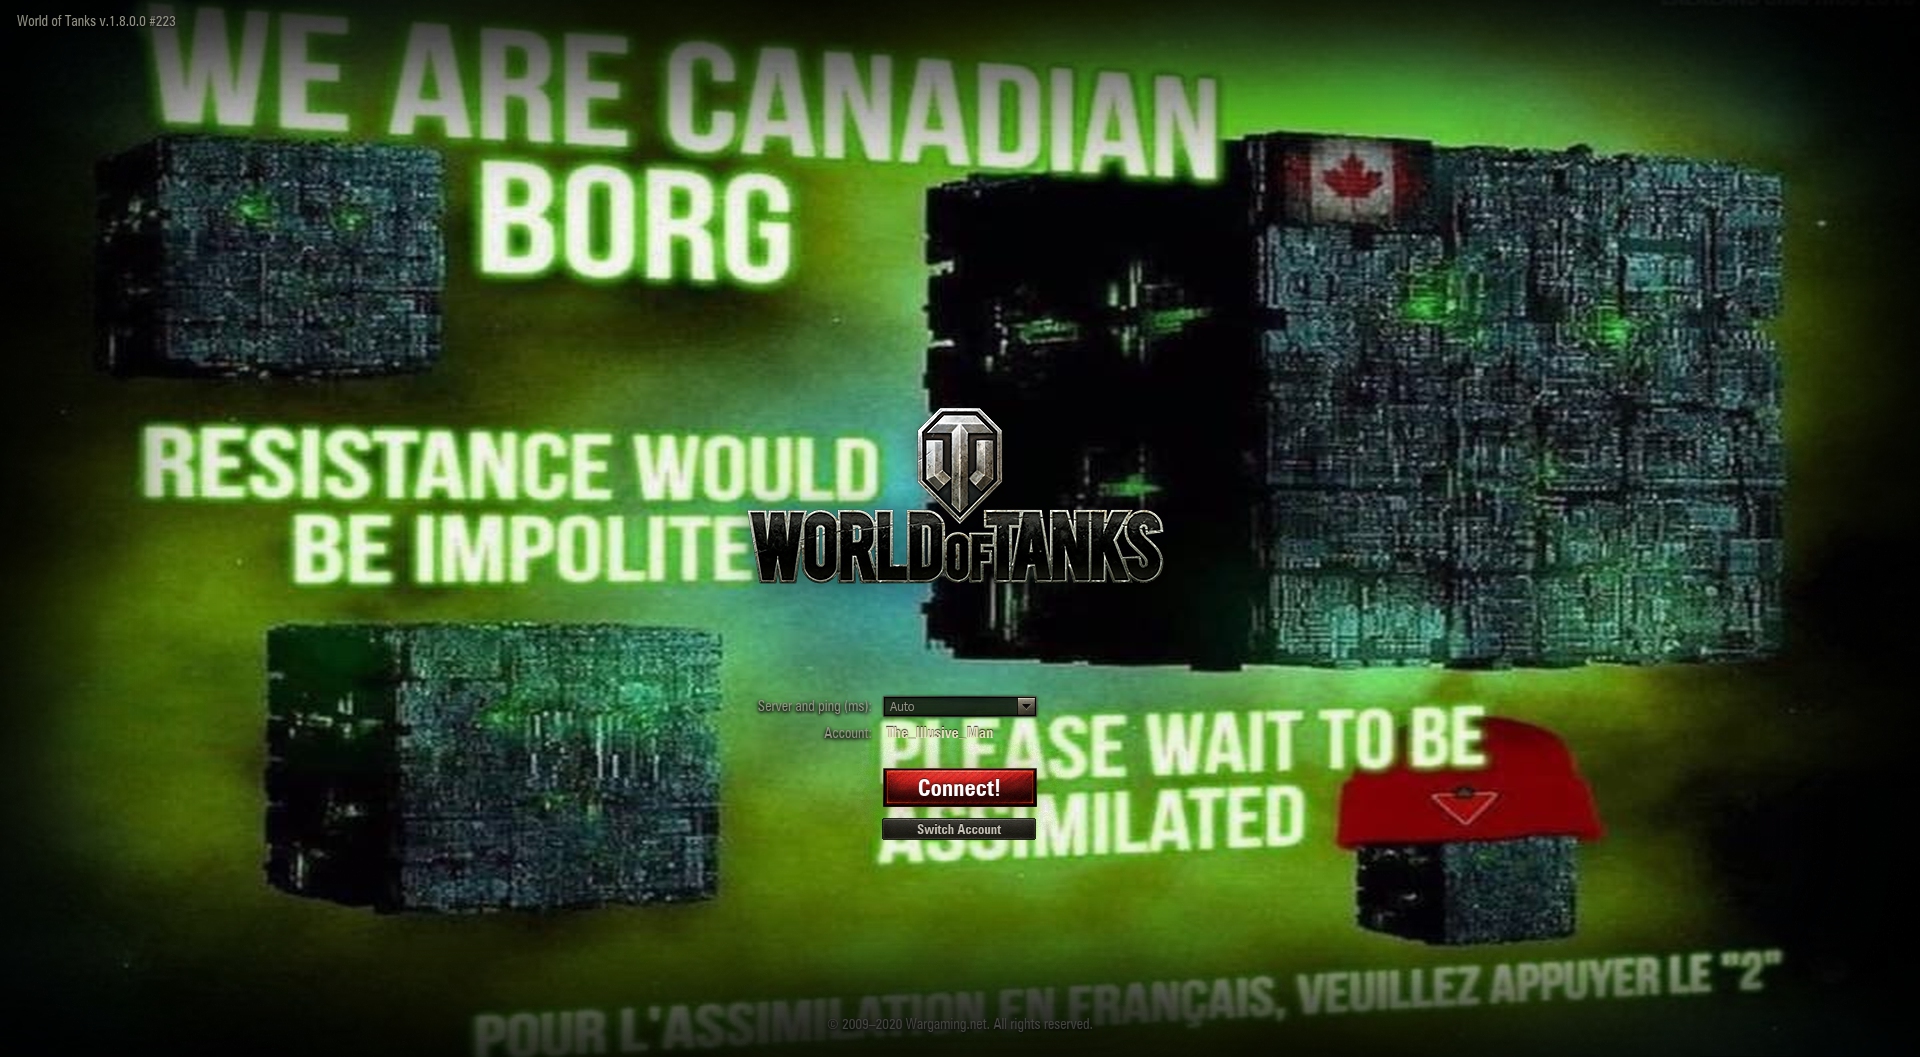 World of Tanks v.1.8.0.0 #223
WE ARE CANADIAN
BORG
RESISTANCE WOULD
BE IMPOLITE
WORLD OF TANKS
Server and ping (ms): Auto
Account: The_Illusive_Man
PLEASE WAIT TO BE
Connect!
ASSIMILATED
Switch Account
POUR L'ASSIMILATION EN FRANÇAIS, VEUILLEZ APPUYER LE "2"
© 2009–2020 Wargaming.net. All rights reserved.